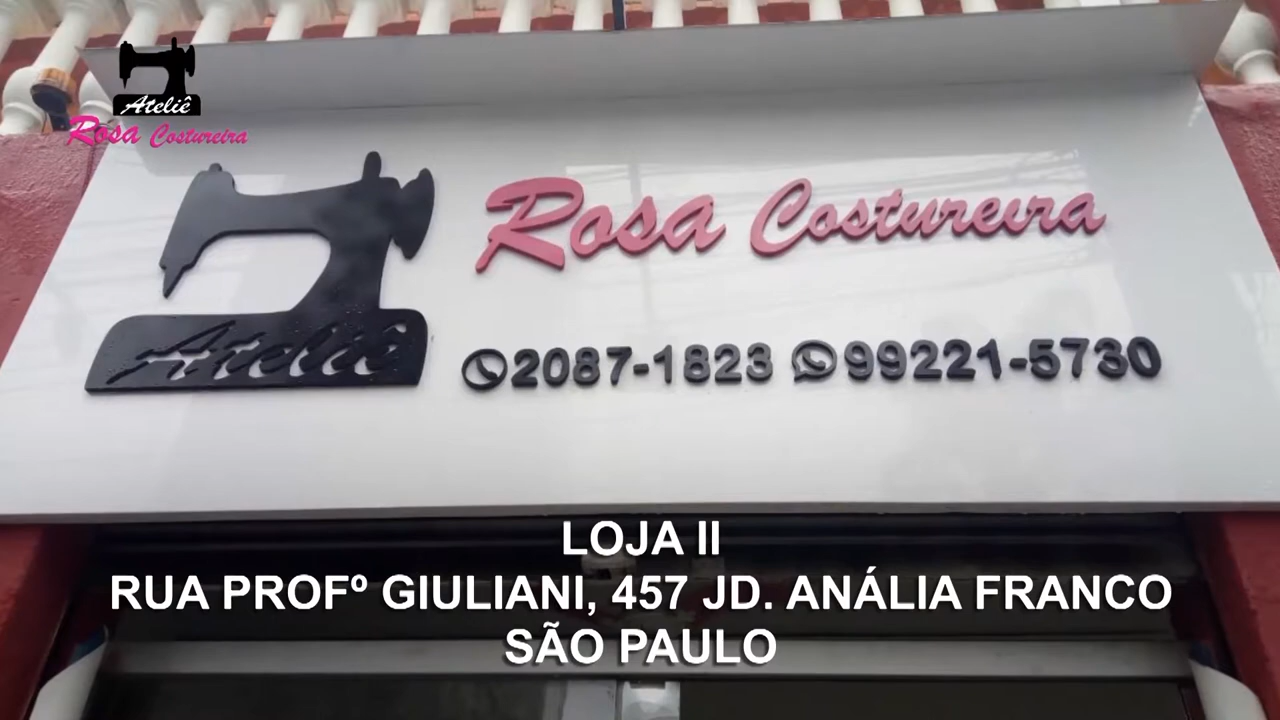 Ateliê
Rosa Costureira
Rosa Costureira
Ateliê
2087-1823 99221-5730
LOJA II
RUA PROFº GIULIANI, 457 JD. ANÁLIA FRANCO
SÃO PAULO